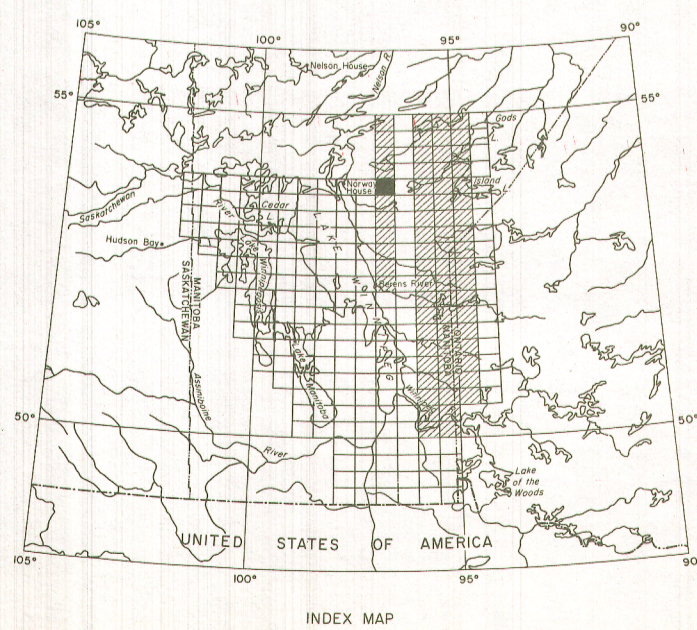 105°
100°
95°
90°
Nelson House
Nelson R.
55°
55°
Gods
L.
Norway
House
Island
L.
Saskatchewan
River
Cedar
L.
LAKE
Hudson Bay
Lake
Winnipegosis
WINNIPEG
Berens River
SASKATCHEWAN
MANITOBA
MANITOBA
ONTARIO
Lake
Manitoba
Assiniboine
River
Winnipeg
50°
50°
Lake
of the
Woods
UNITED STATES OF AMERICA
105°
100°
95°
90
INDEX MAP